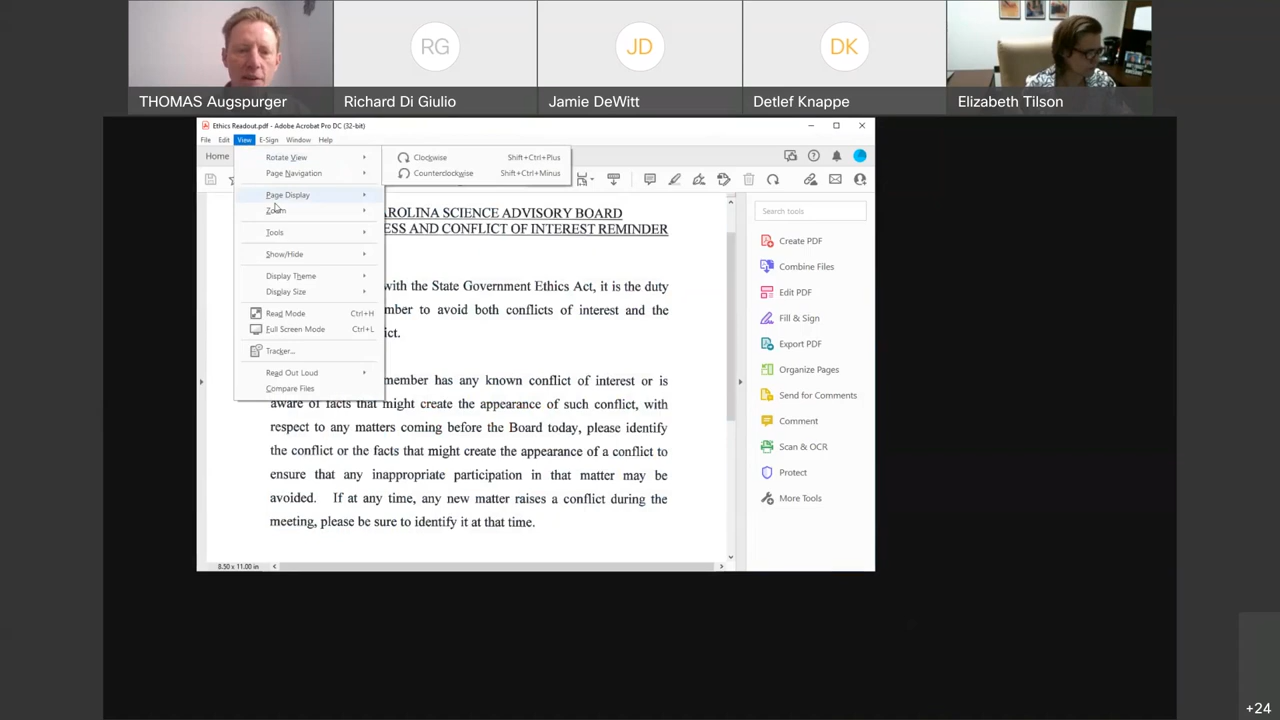 RG
JD
DK
THOMAS Augspurger
Richard Di Giulio
Jamie DeWitt
Detlef Knappe
Elizabeth Tilson
Ethics Readout.pdf - Adobe Acrobat Pro DC (32-bit)
File Edit View E-Sign Window Help
Home
Rotate View
Page Navigation
Page Display
Zoom
Tools
Show/Hide
Display Theme
Display Size
Read Mode Ctrl+H
Full Screen Mode Ctrl+L
Tracker...
Read Out Loud
Compare Files
Clockwise Shift+Ctrl+Plus
Counterclockwise Shift+Ctrl+Minus
AROLINA SCIENCE ADVISORY BOARD
ESS AND CONFLICT OF INTEREST REMINDER
with the State Government Ethics Act, it is the duty
mber to avoid both conflicts of interest and the
ct.
member has any known conflict of interest or is
aware of facts that might create the appearance of such conflict, with
respect to any matters coming before the Board today, please identify
the conflict or the facts that might create the appearance of a conflict to
ensure that any inappropriate participation in that matter may be
avoided. If at any time, any new matter raises a conflict during the
meeting, please be sure to identify it at that time.
8.50 x 11.00 in
Search tools
Create PDF
Combine Files
Edit PDF
Fill & Sign
Export PDF
Organize Pages
Send for Comments
Comment
Scan & OCR
Protect
More Tools
+24